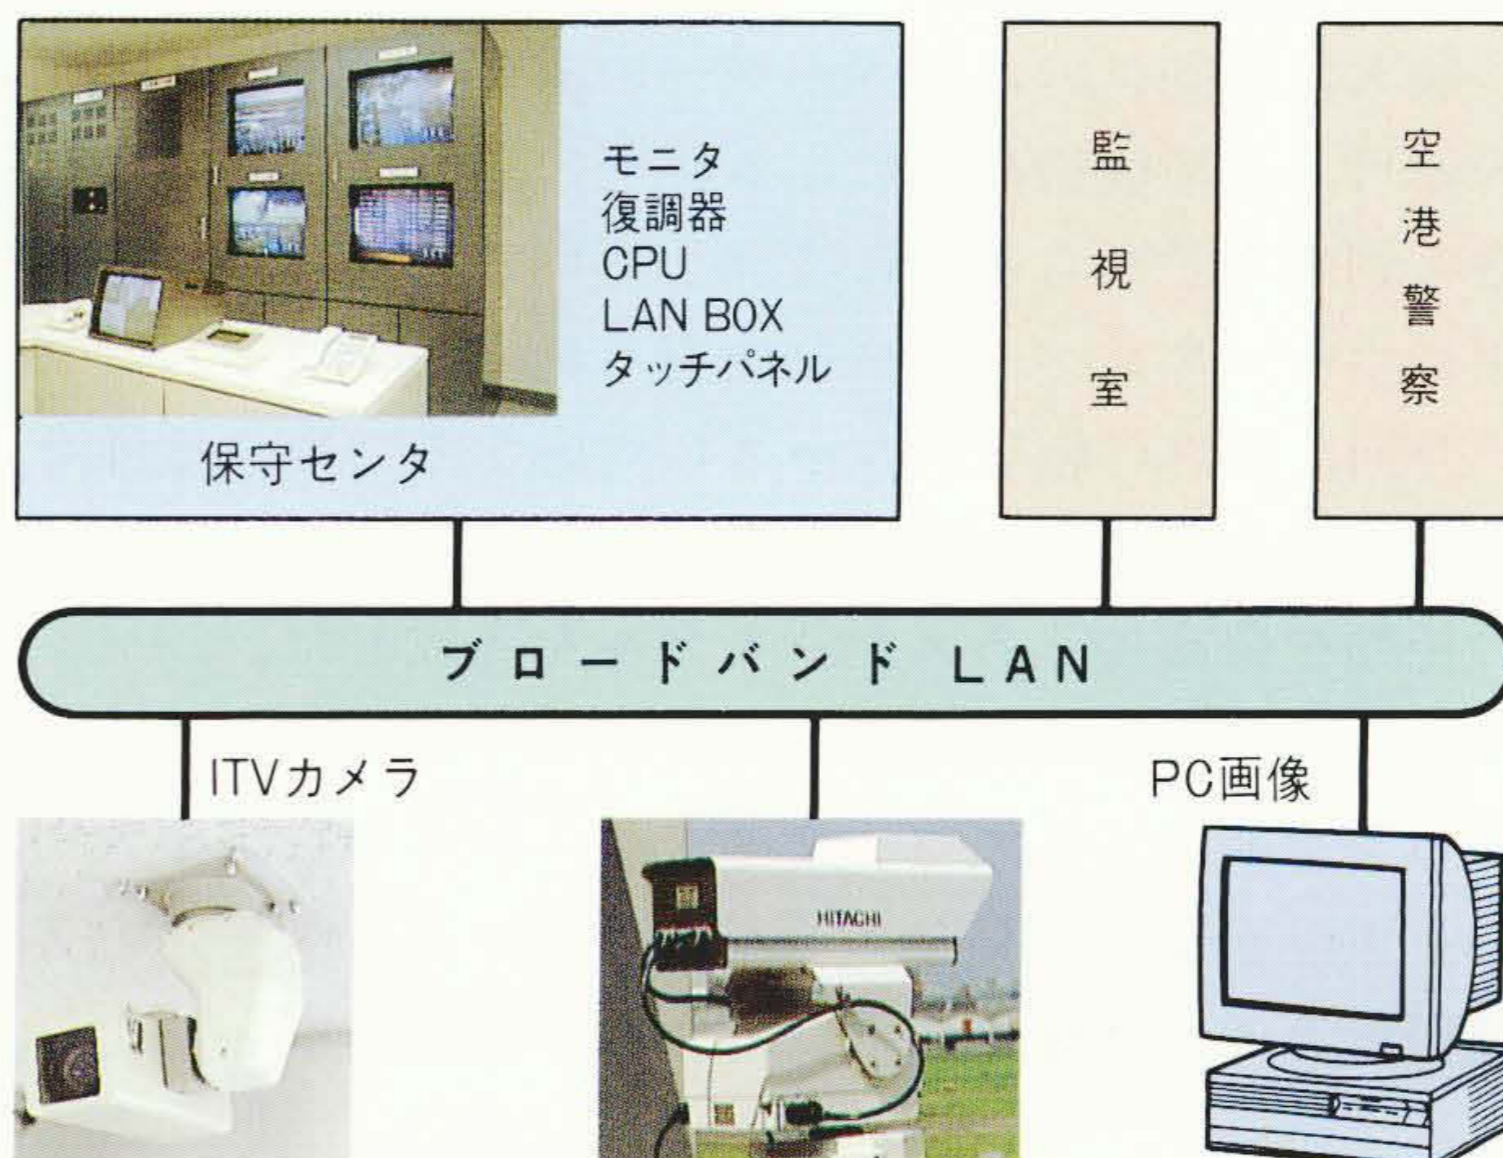 モニタ
復調器
CPU
LAN BOX
タッチパネル
保守センタ
監視室
空港警察
ブロードバンド LAN
ITVカメラ
PC画像
HITACHI